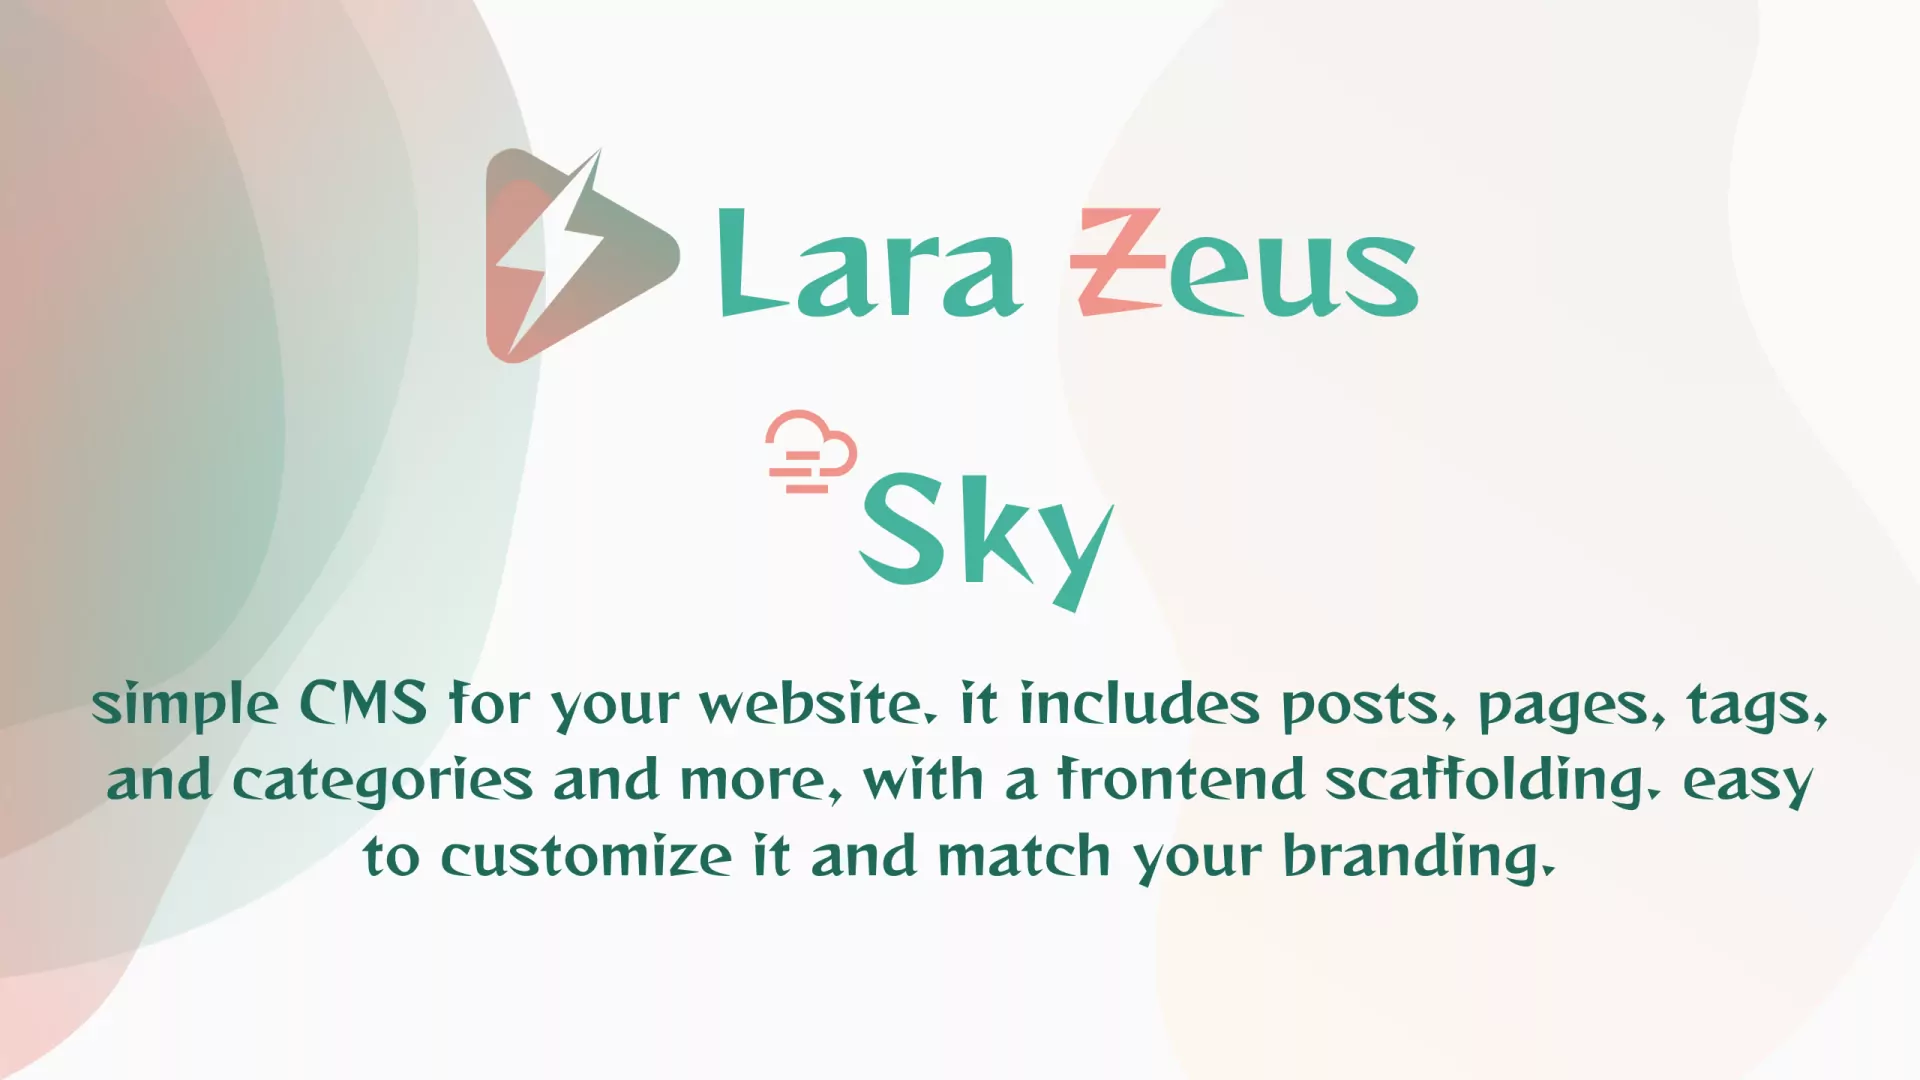 Lara Zeus
Sky
simple CMS for your website. it includes posts, pages, tags,
and categories and more, with a frontend scaffolding. easy
to customize it and match your branding.